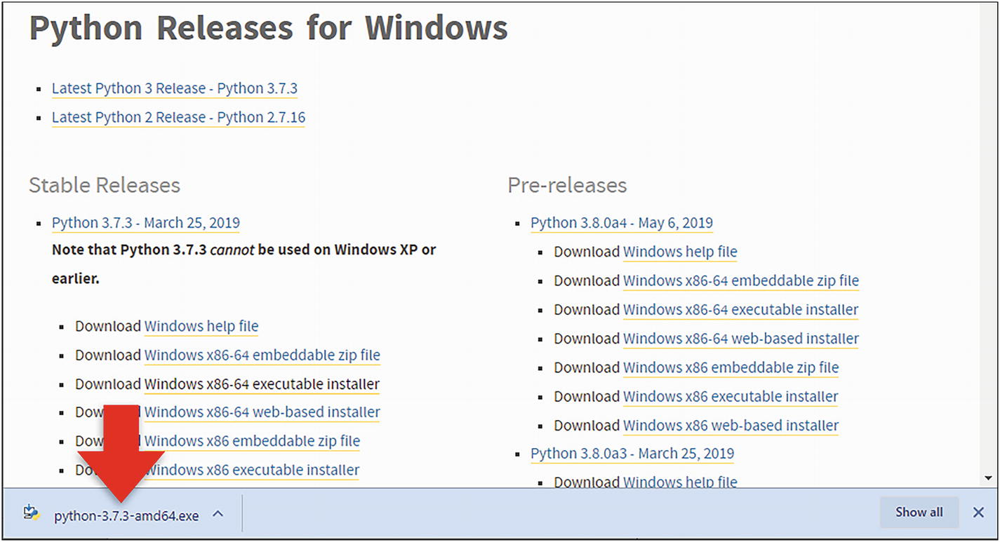 Python Releases for Windows
Latest Python 3 Release - Python 3.7.3
Latest Python 2 Release - Python 2.7.16
Stable Releases
Python 3.7.3 - March 25, 2019
Note that Python 3.7.3 cannot be used on Windows XP or
earlier.
Download Windows help file
Download Windows x86-64 embeddable zip file
Download Windows x86-64 executable installer
Windows x86-64 web-based installer
Windows x86 embeddable zip file
Windows x86 executable installer
Pre-releases
Python 3.8.0a4 - May 6, 2019
Download Windows help file
Download Windows x86-64 embeddable zip file
Download Windows x86-64 executable installer
Download Windows x86-64 web-based installer
Download Windows x86 embeddable zip file
Download Windows x86 executable installer
Download Windows x86 web-based installer
Python 3.8.0a3 - March 25, 2019
Download Windows help file
python-3.7.3-amd64.exe
Show all